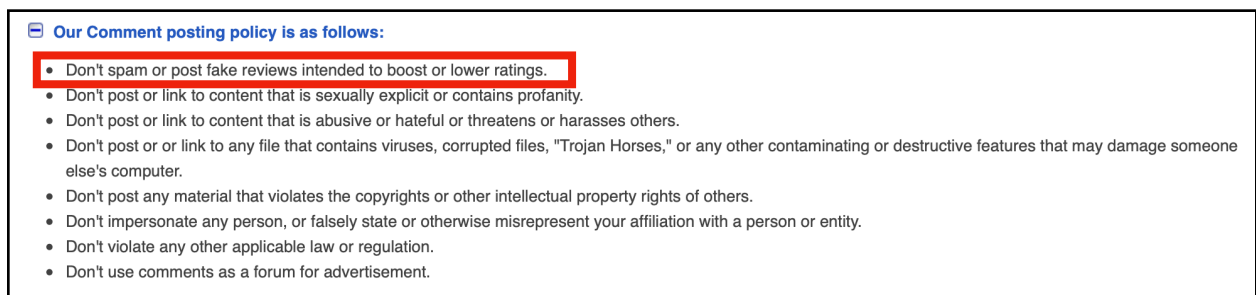 Our Comment posting policy is as follows:
• Don't spam or post fake reviews intended to boost or lower ratings.
• Don't post or link to content that is sexually explicit or contains profanity.
• Don't post or link to content that is abusive or hateful or threatens or harasses others.
• Don't post or or link to any file that contains viruses, corrupted files, "Trojan Horses," or any other contaminating or destructive features that may damage someone
else's computer.
• Don't post any material that violates the copyrights or other intellectual property rights of others.
• Don't impersonate any person, or falsely state or otherwise misrepresent your affiliation with a person or entity.
• Don't violate any other applicable law or regulation.
• Don't use comments as a forum for advertisement.